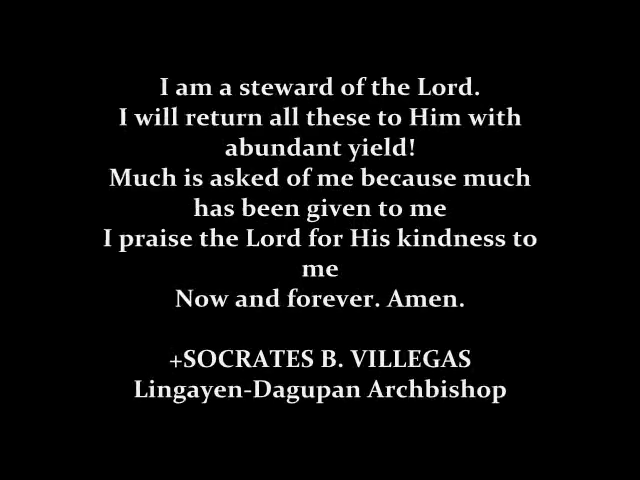 I am a steward of the Lord.
I will return all these to Him with
abundant yield!
Much is asked of me because much
has been given to me
I praise the Lord for His kindness to
me
Now and forever. Amen.
+SOCRATES B. VILLEGAS
Lingayen-Dagupan Archbishop